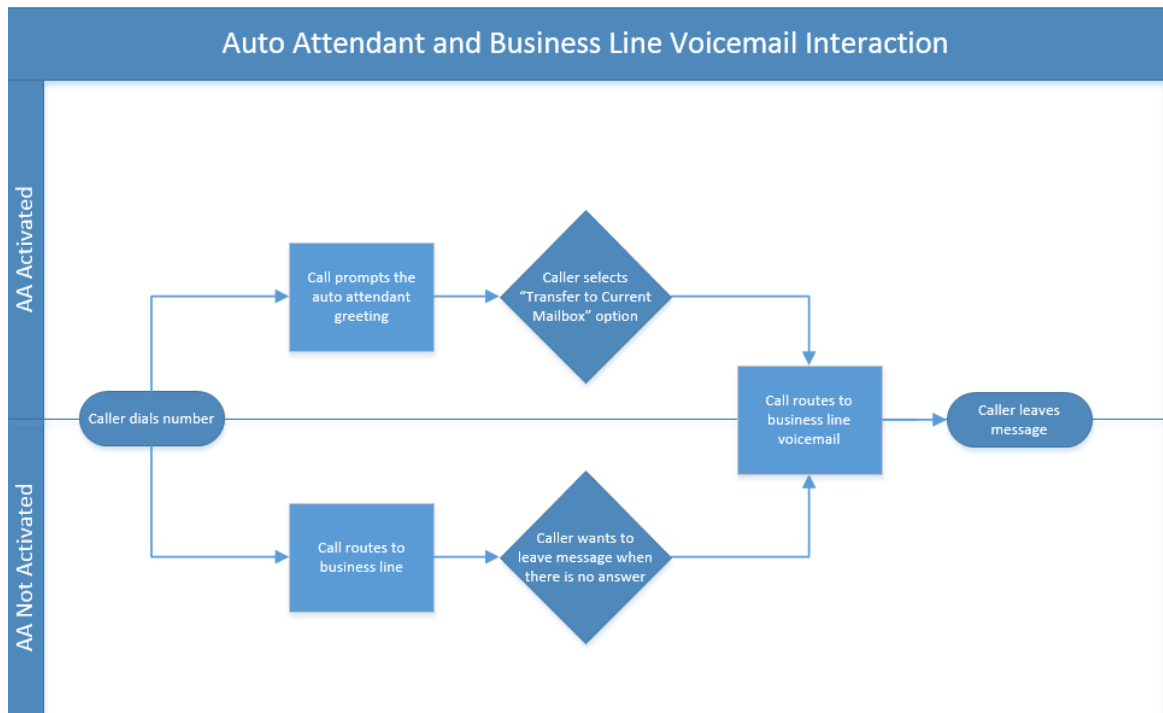 Auto Attendant and Business Line Voicemail Interaction
AA Activated
Call prompts the
auto attendant
greeting
Caller selects
“Transfer to Current
Mailbox” option
Caller dials number
Call routes to
business line
voicemail
Caller leaves
message
AA Not Activated
Call routes to
business line
Caller wants to
leave message when
there is no answer